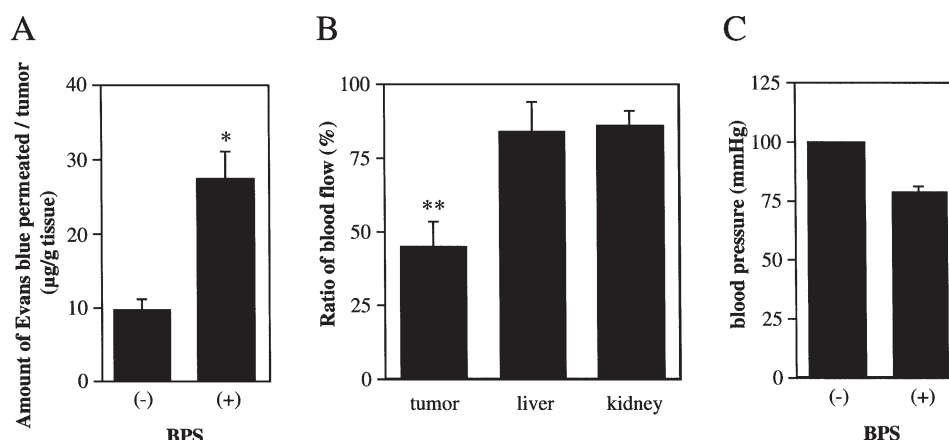 A
Amount of Evans blue permeated / tumor
(µg/g tissue)
40
30
20
10
0
*
(-)
(+)
BPS
B
Ratio of blood flow (%)
100
75
50
25
0
**
tumor
liver
kidney
C
blood pressure (mmHg)
125
100
75
50
25
0
(-)
(+)
BPS